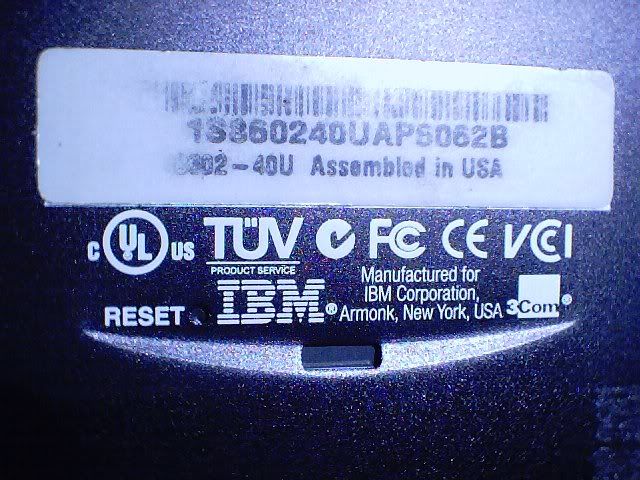 1S860240UAPS062B
8602-40U Assembled in USA
c UL US TÜV PRODUCT SERVICE FC CE VCCI
Manufactured for
IBM Corporation,
RESET IBM® Armonk, New York, USA 3Com®